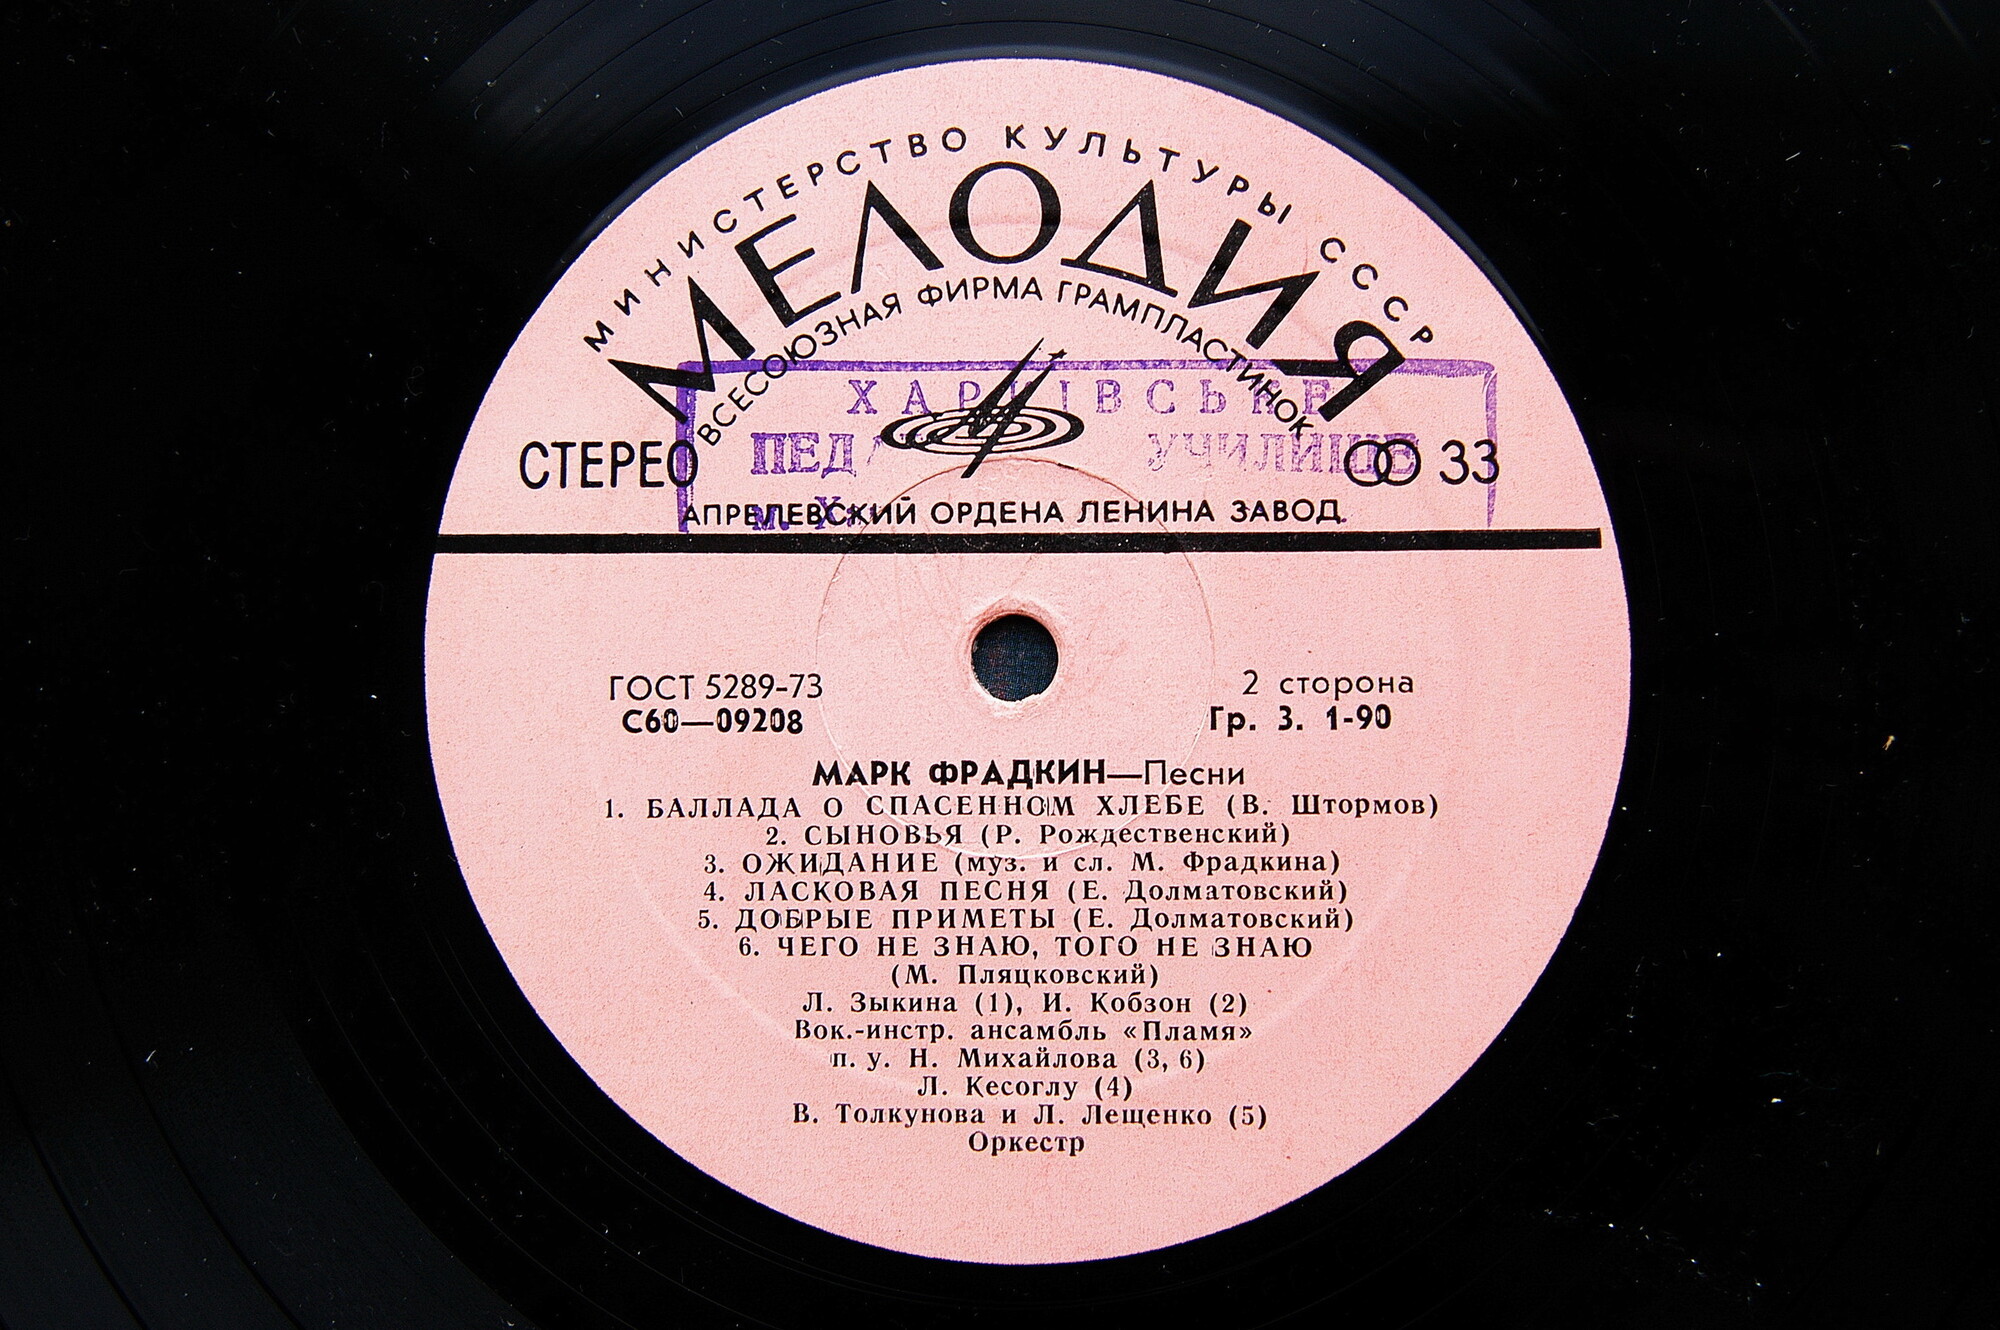 МИНИСТЕРСТВО КУЛЬТУРЫ СССР
МЕЛОДИЯ
ВСЕСОЮЗНАЯ ФИРМА ГРАМПЛАСТИНОК
ХАРКІВСЬКЕ
ПЕД УЧИЛИЩЕ
СТЕРЕО 33
АПРЕЛЕВСКИЙ ОРДЕНА ЛЕНИНА ЗАВОД
ГОСТ 5289-73 2 сторона
С60—09208 Гр. 3. 1-90
МАРК ФРАДКИН—Песни
1. БАЛЛАДА О СПАСЕННОМ ХЛЕБЕ (В. Штормов)
2. СЫНОВЬЯ (Р. Рождественский)
3. ОЖИДАНИЕ (муз. и сл. М. Фрадкина)
4. ЛАСКОВАЯ ПЕСНЯ (Е. Долматовский)
5. ДОБРЫЕ ПРИМЕТЫ (Е. Долматовский)
6. ЧЕГО НЕ ЗНАЮ, ТОГО НЕ ЗНАЮ
(М. Пляцковский)
Л. Зыкина (1), И. Кобзон (2)
Вок.-инстр. ансамбль «Пламя»
п. у. Н. Михайлова (3, 6)
Л. Кесоглу (4)
В. Толкунова и Л. Лещенко (5)
Оркестр